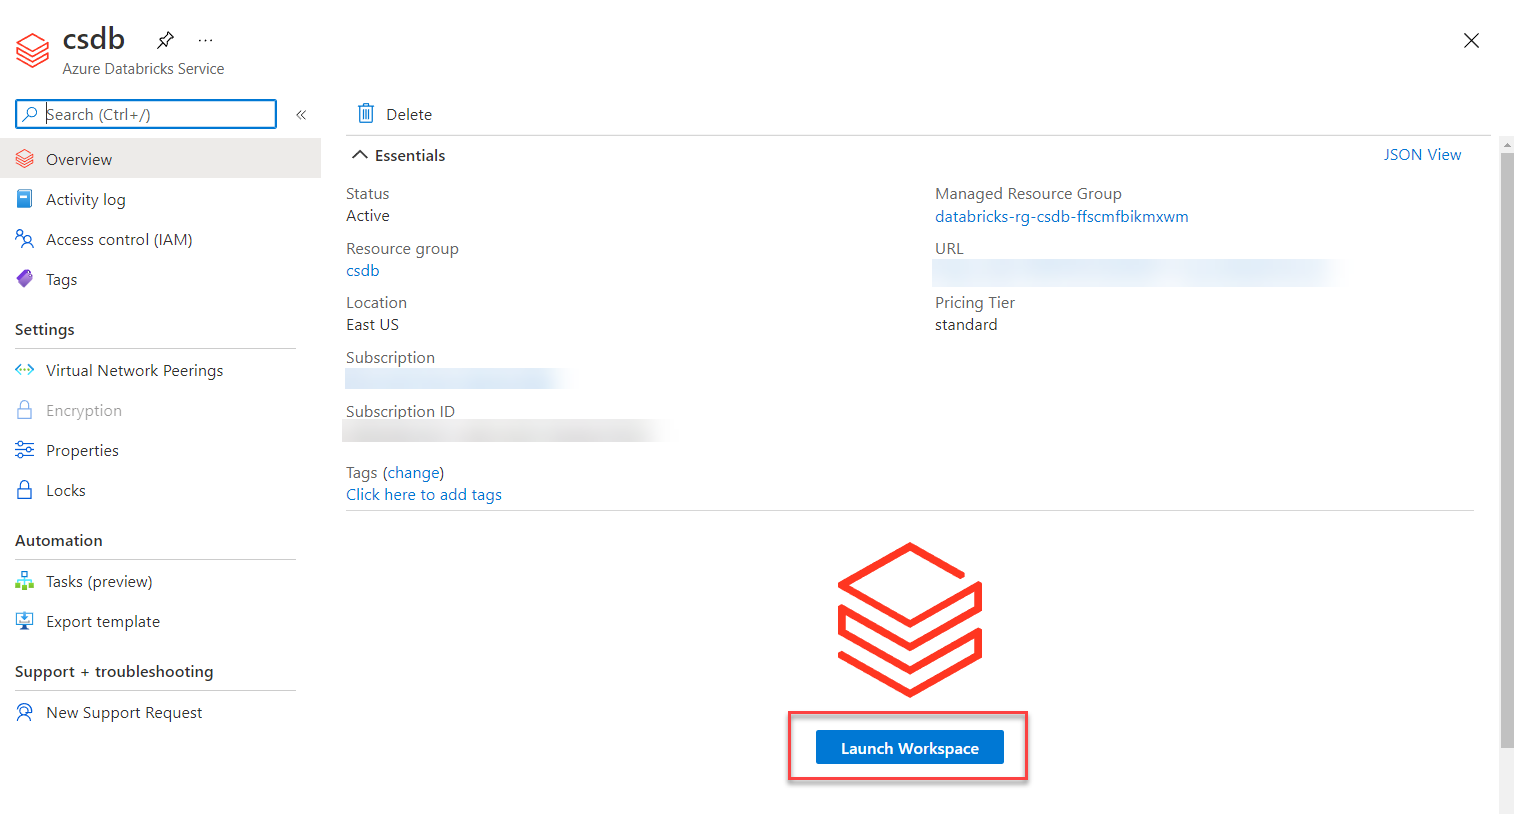 csdb
...
Azure Databricks Service
Search (Ctrl+/)
«
Overview
Activity log
Access control (IAM)
Tags
Settings
Virtual Network Peerings
Encryption
Properties
Locks
Automation
Tasks (preview)
Export template
Support + troubleshooting
New Support Request
Delete
Essentials
JSON View
Status
Active
Resource group
csdb
Location
East US
Subscription
Subscription ID
Managed Resource Group
databricks-rg-csdb-ffscmfbikmxwm
URL
Pricing Tier
standard
Tags (change)
Click here to add tags
Launch Workspace